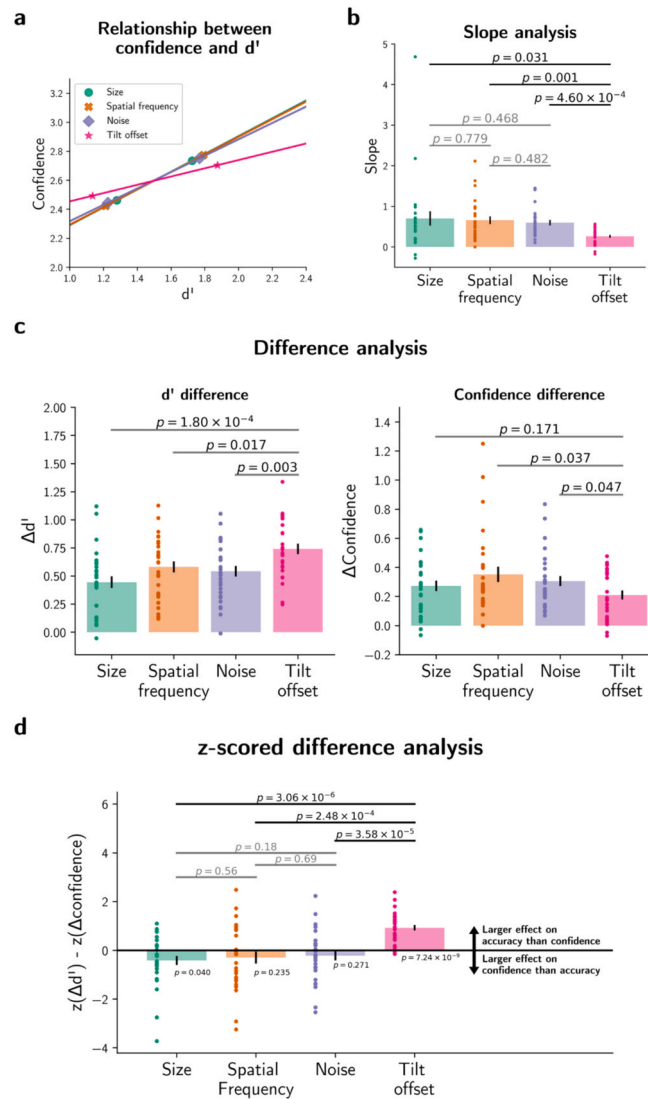 a
Relationship between
confidence and d'
Size
Spatial frequency
Noise
Tilt offset
3.2
3.0
2.8
2.6
2.4
2.2
2.0
Confidence
1.0 1.2 1.4 1.6 1.8 2.0 2.2 2.4
d'
b
Slope analysis
5
4
3
2
1
0
Slope
p = 0.031
p = 0.001
p = 4.60 × 10⁻⁴
p = 0.468
p = 0.779
p = 0.482
Size Spatial frequency Noise Tilt offset
c
Difference analysis
d' difference
2.00
1.75
1.50
1.25
1.00
0.75
0.50
0.25
0.00
Δd'
p = 1.80 × 10⁻⁴
p = 0.017
p = 0.003
Size Spatial frequency Noise Tilt offset
Confidence difference
1.4
1.2
1.0
0.8
0.6
0.4
0.2
0.0
−0.2
ΔConfidence
p = 0.171
p = 0.037
p = 0.047
Size Spatial frequency Noise Tilt offset
d
z-scored difference analysis
6
4
2
0
−2
−4
z(Δd') - z(Δconfidence)
p = 3.06 × 10⁻⁶
p = 2.48 × 10⁻⁴
p = 3.58 × 10⁻⁵
p = 0.18
p = 0.56
p = 0.69
p = 0.040
p = 0.235
p = 0.271
p = 7.24 × 10⁻⁹
Larger effect on
accuracy than confidence
Larger effect on
confidence than accuracy
Size Spatial Frequency Noise Tilt offset